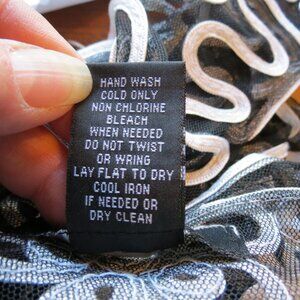 HAND WASH
COLD ONLY
NON CHLORINE
BLEACH
WHEN NEEDED
DO NOT TWIST
OR WRING
LAY FLAT TO DRY
COOL IRON
IF NEEDED OR
DRY CLEAN